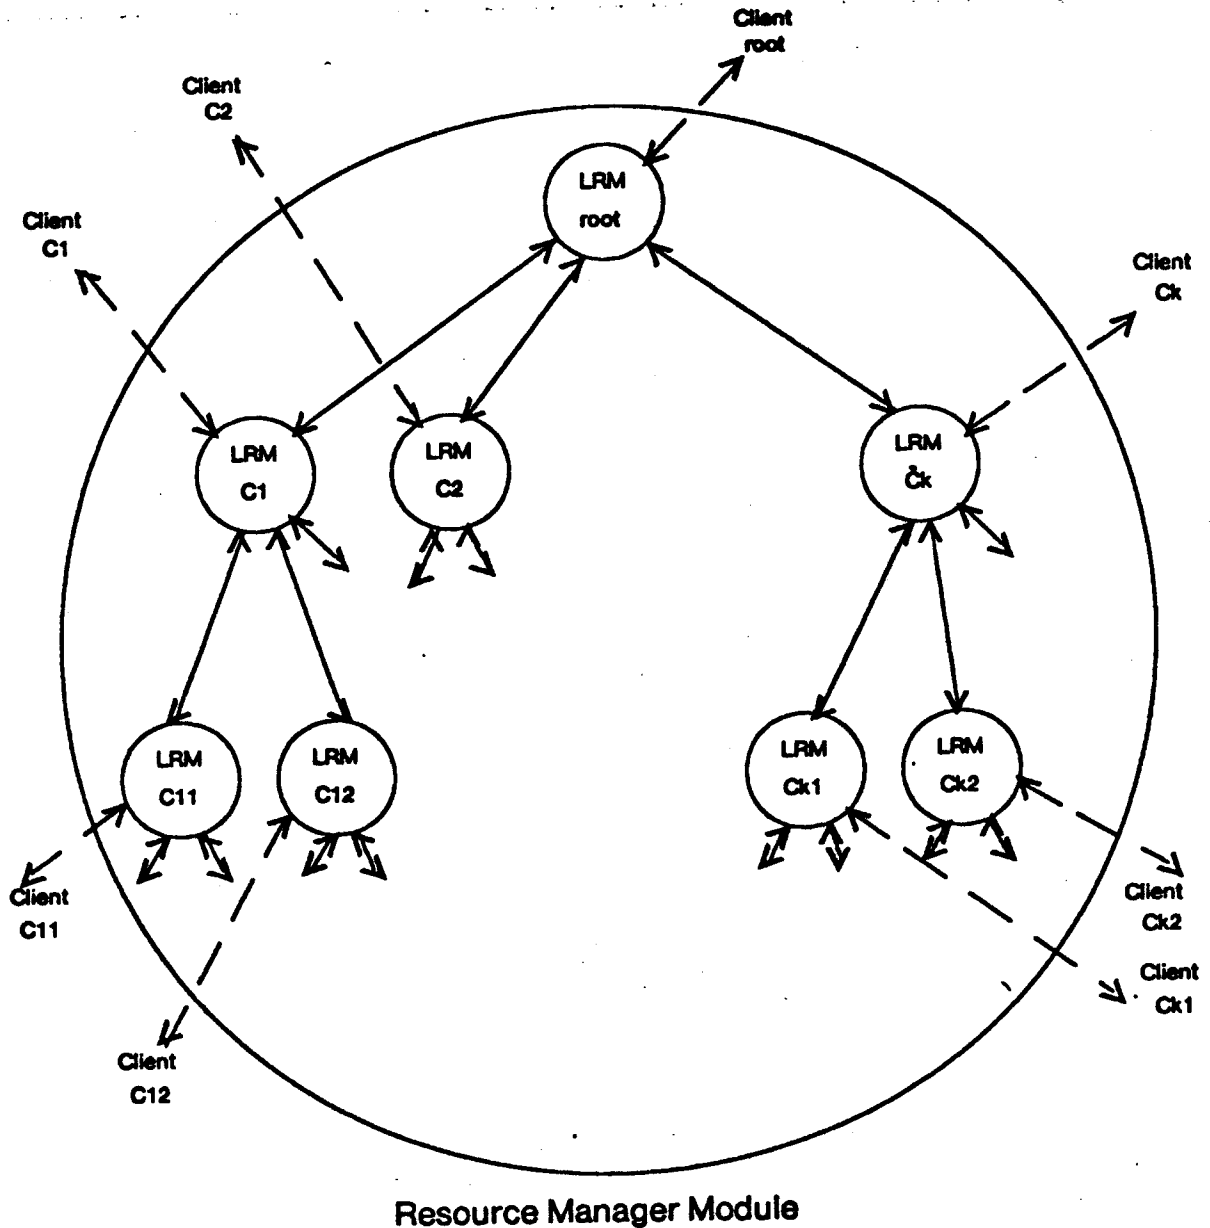 Client
root
Client
C2
Client
C1
Client
Ck
LRM
root
LRM
C1
LRM
C2
LRM
Ck
LRM
C11
LRM
C12
LRM
Ck1
LRM
Ck2
Client
C11
Client
C12
Client
Ck2
Client
Ck1
Resource Manager Module